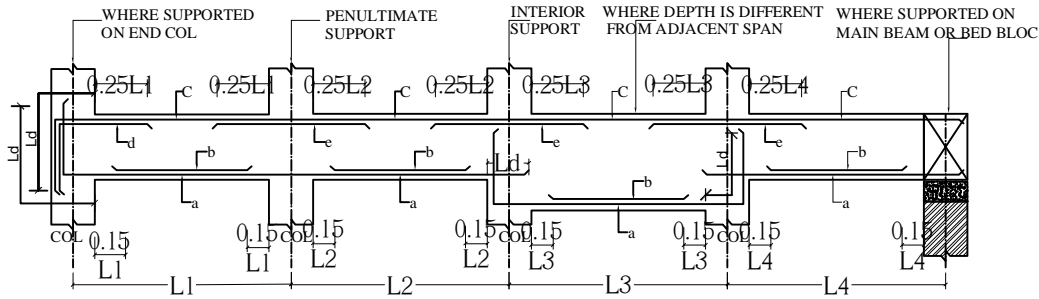 WHERE SUPPORTED
ON END COL
PENULTIMATE
SUPPORT
INTERIOR
SUPPORT
WHERE DEPTH IS DIFFERENT
FROM ADJACENT SPAN
WHERE SUPPORTED ON
MAIN BEAM OR BED BLOC
0.25L1 0.25L1 0.25L2 0.25L2 0.25L3 0.25L3 0.25L4
C C C C
Ld Ld d e e e Ld
b b Ld b b
a a a a
COL COL COL COL
0.15 0.15 0.15 0.15 0.15 0.15 0.15 0.15
L1 L1 L2 L2 L3 L3 L4 L4
L1 L2 L3 L4